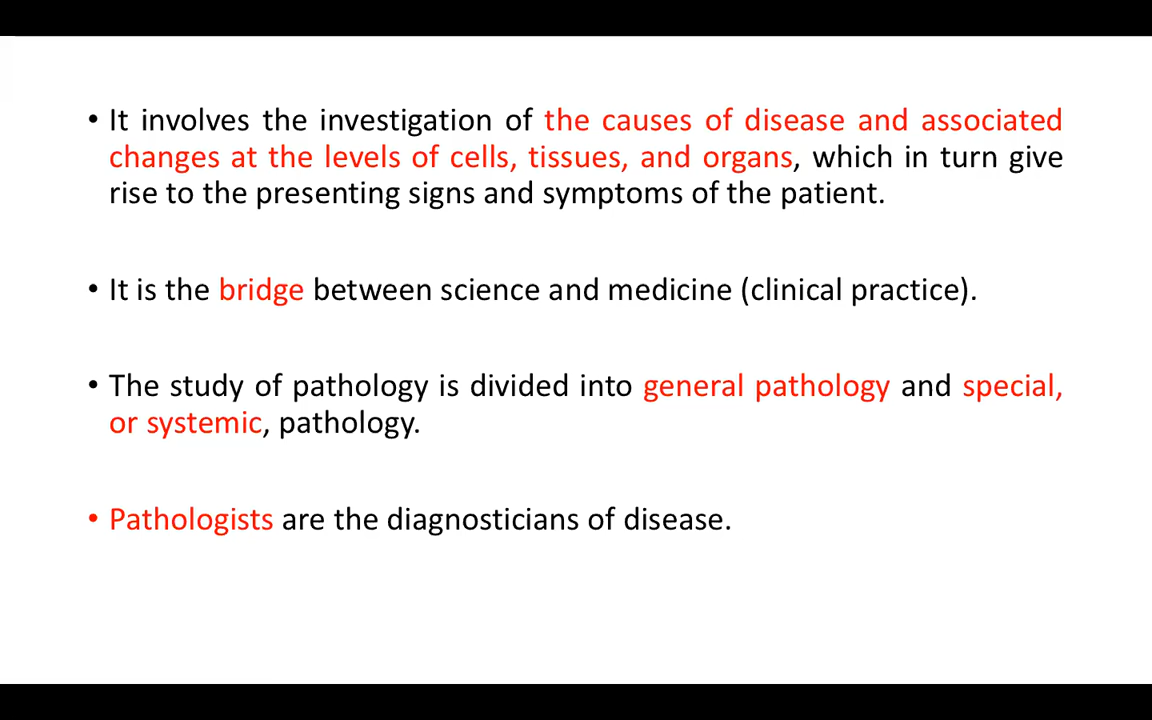 • It involves the investigation of the causes of disease and associated
changes at the levels of cells, tissues, and organs, which in turn give
rise to the presenting signs and symptoms of the patient.
• It is the bridge between science and medicine (clinical practice).
• The study of pathology is divided into general pathology and special,
or systemic, pathology.
• Pathologists are the diagnosticians of disease.